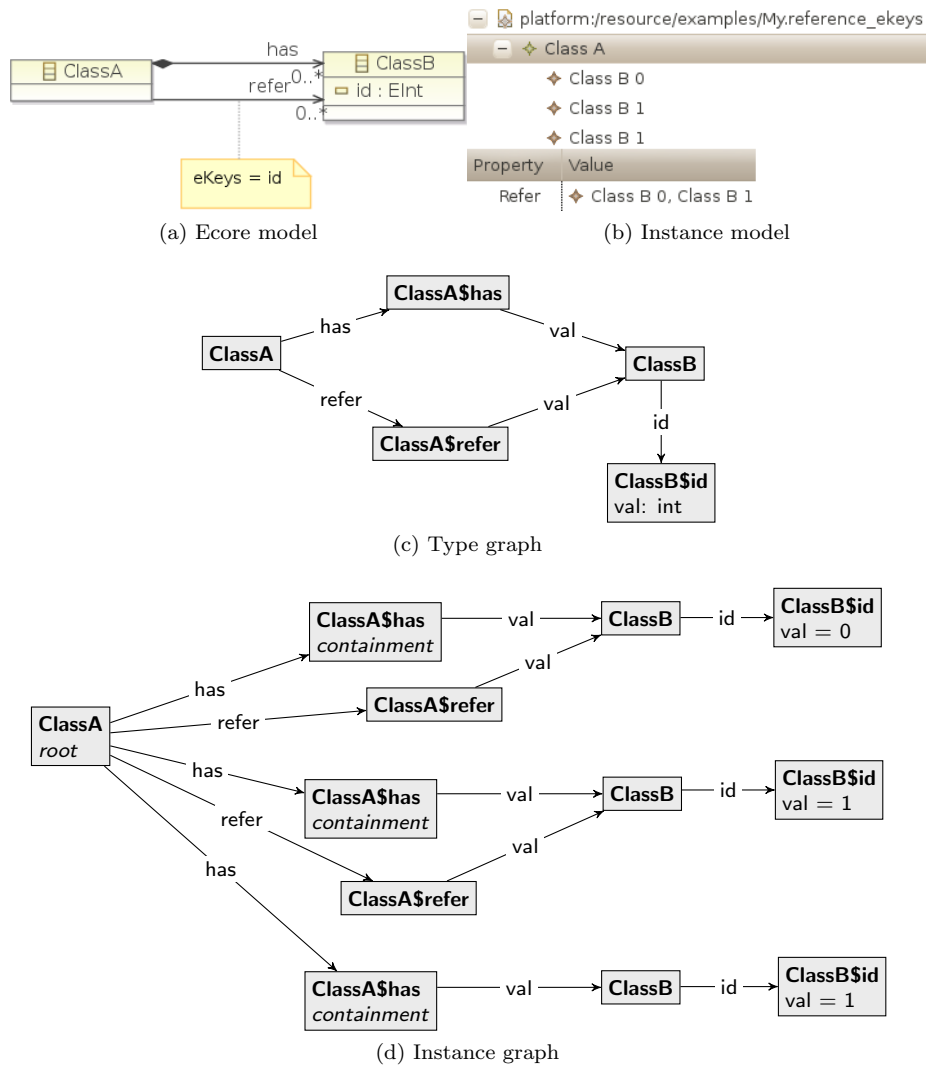 ClassA
has
0..*
refer
0..*
ClassB
id : EInt
eKeys = id
platform:/resource/examples/My.reference_ekeys
Class A
Class B 0
Class B 1
Class B 1
Property Value
Refer Class B 0, Class B 1
(a) Ecore model
(b) Instance model
ClassA$has
has
val
ClassA
ClassB
refer
val
ClassA$refer
id
ClassB$id
val: int
(c) Type graph
ClassA$has
containment
val
ClassB
id
ClassB$id
val = 0
has
val
ClassA$refer
refer
ClassA
root
has
ClassA$has
containment
val
ClassB
id
ClassB$id
val = 1
refer
val
has
ClassA$refer
ClassA$has
containment
val
ClassB
id
ClassB$id
val = 1
(d) Instance graph